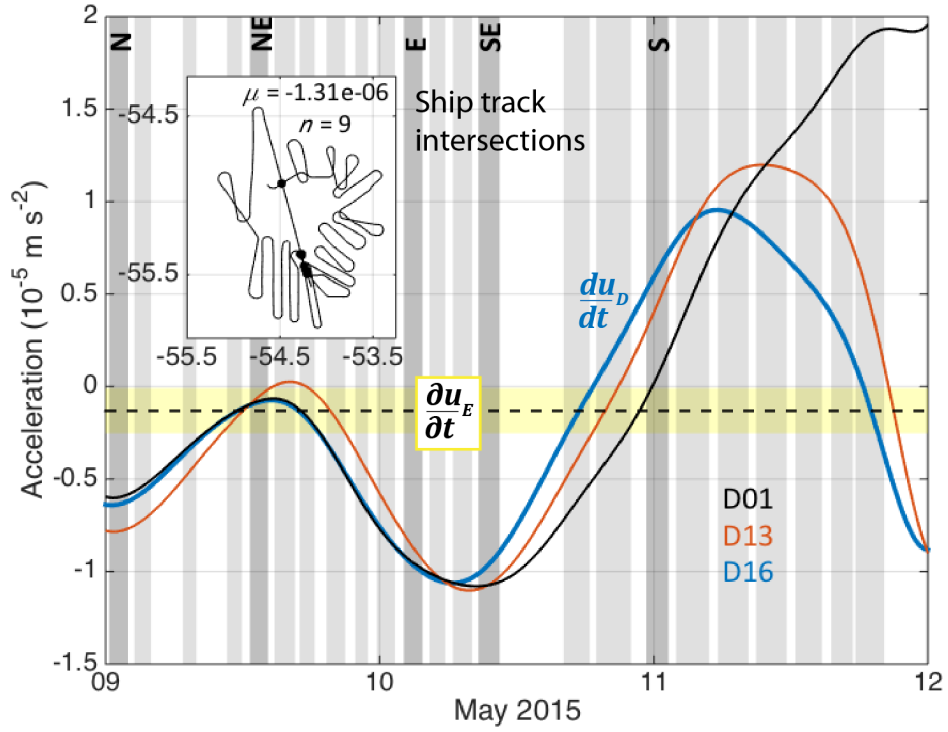 N
NE
E
SE
S
2
1.5
1
0.5
0
-0.5
-1
-1.5
Acceleration (10⁻⁵ m s⁻²)
μ = -1.31e-06
n = 9
-54.5
-55.5
-55.5
-54.5
-53.5
Ship track
intersections
du_D
dt
∂u_E
∂t
D01
D13
D16
09
10
11
12
May 2015